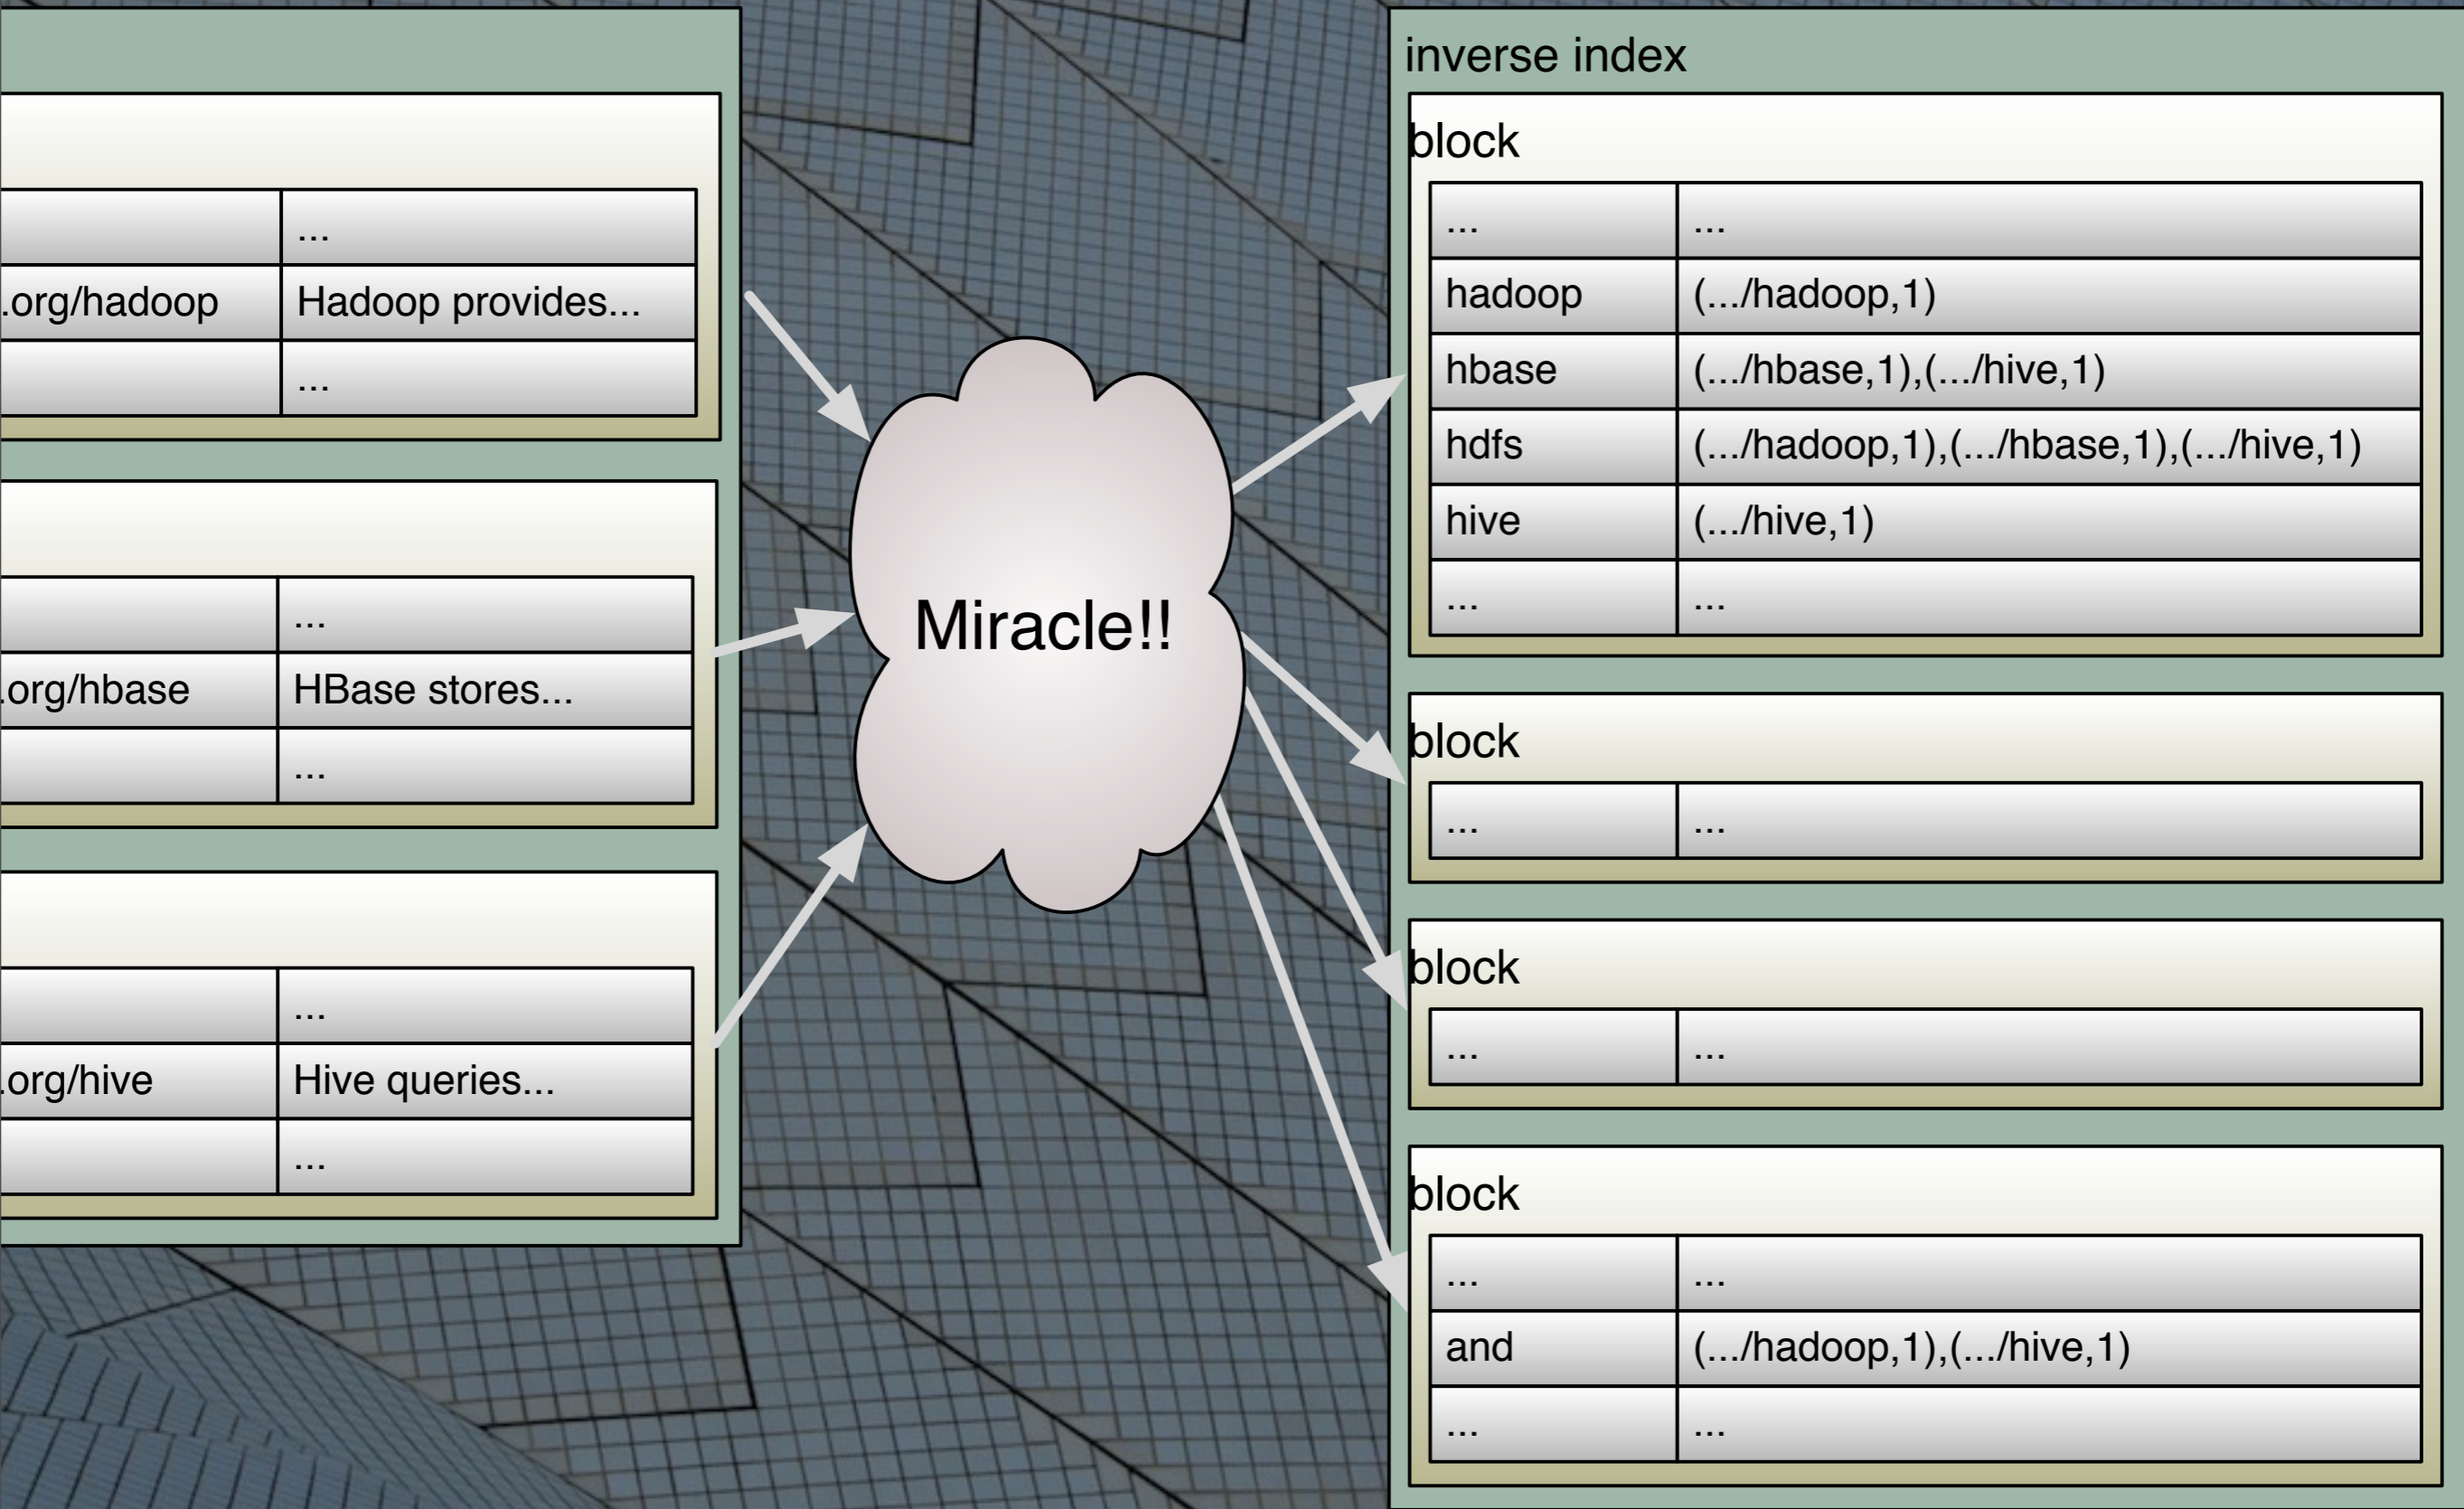 ...
.org/hadoop Hadoop provides...
...
...
.org/hbase HBase stores...
...
...
.org/hive Hive queries...
...
Miracle!!
inverse index
block
... ...
hadoop (.../hadoop,1)
hbase (.../hbase,1),(.../hive,1)
hdfs (.../hadoop,1),(.../hbase,1),(.../hive,1)
hive (.../hive,1)
... ...
block
... ...
block
... ...
block
... ...
and (.../hadoop,1),(.../hive,1)
... ...